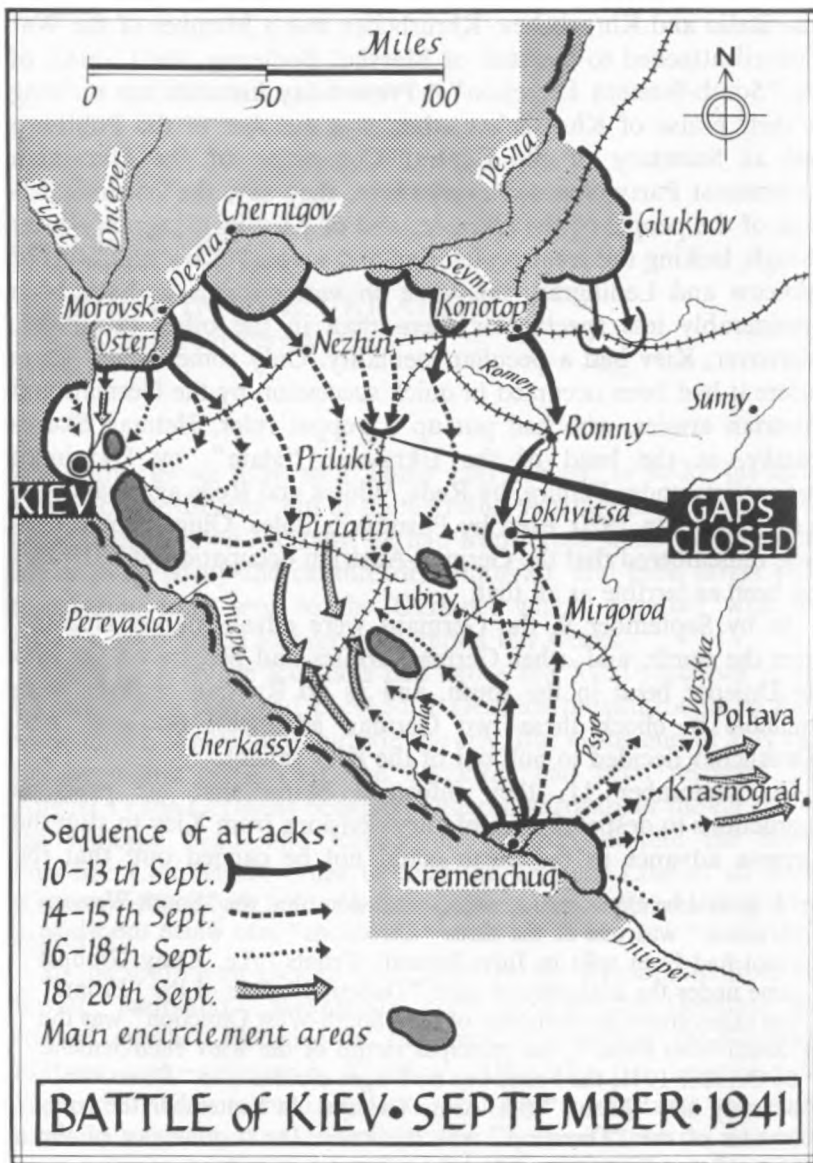 Miles
0 50 100
N
Pripet
Dnieper
Desna
Desna
Chernigov
Glukhov
Seym
Morovsk
Konotop
Oster
Nezhin
Romen
Sumy
Romny
Priluki
KIEV
GAPS
CLOSED
Lokhvitsa
Piriatin
Lubny
Mirgorod
Pereyaslav
Dnieper
Sula
Psyol
Vorskla
Poltava
Cherkassy
Krasnograd
Kremenchug
Dnieper
Sequence of attacks:
10-13th Sept.
14-15th Sept.
16-18th Sept.
18-20th Sept.
Main encirclement areas
BATTLE of KIEV • SEPTEMBER 1941